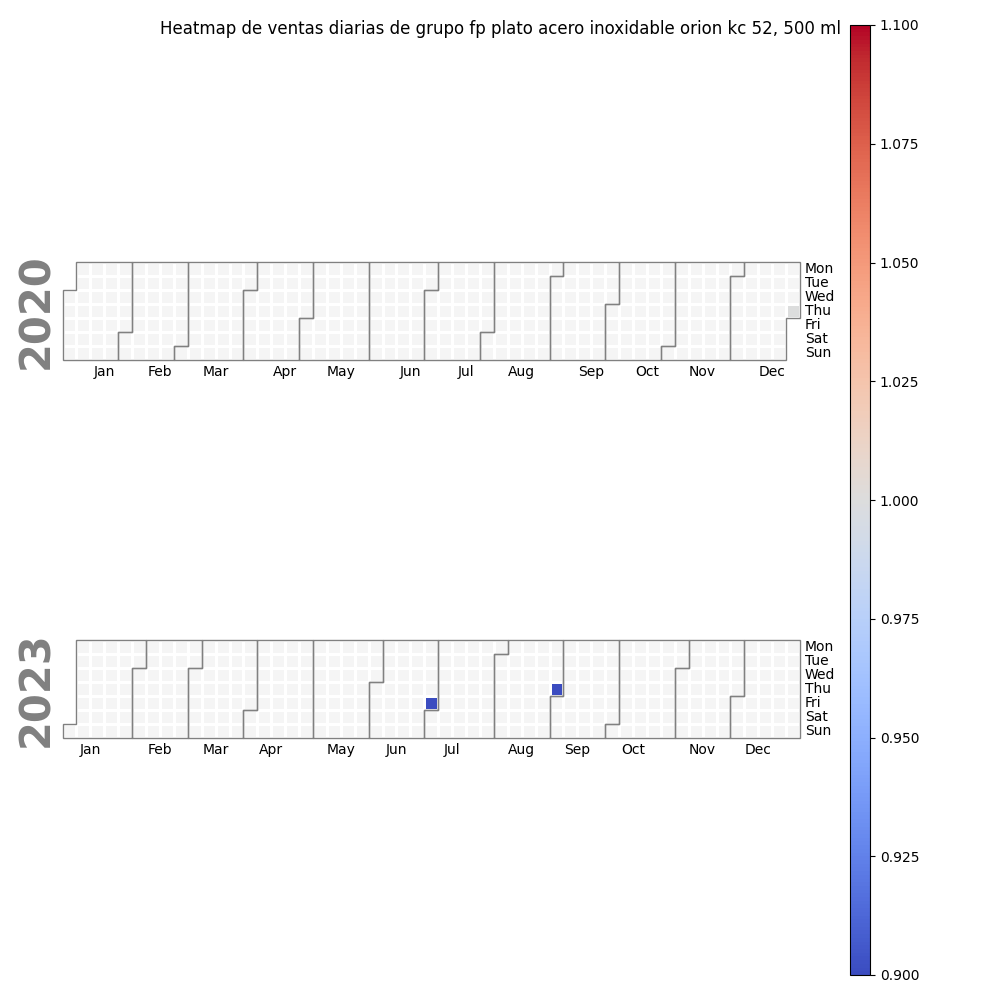 Heatmap de ventas diarias de grupo fp plato acero inoxidable orion kc 52, 500 ml
2020
Mon
Tue
Wed
Thu
Fri
Sat
Sun
Jan Feb Mar Apr May Jun Jul Aug Sep Oct Nov Dec
2023
Mon
Tue
Wed
Thu
Fri
Sat
Sun
Jan Feb Mar Apr May Jun Jul Aug Sep Oct Nov Dec
1.100
1.075
1.050
1.025
1.000
0.975
0.950
0.925
0.900